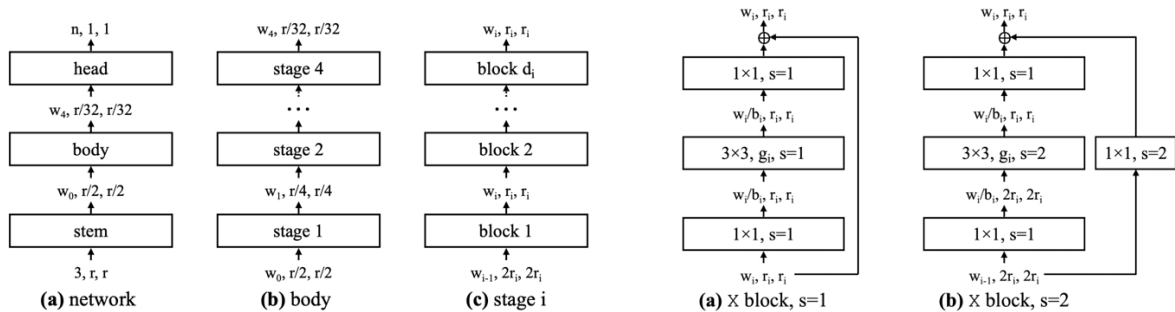 n, 1, 1
head
w4, r/32, r/32
body
w0, r/2, r/2
stem
3, r, r
(a) network
w4, r/32, r/32
stage 4
...
stage 2
w1, r/4, r/4
stage 1
w0, r/2, r/2
(b) body
wi, ri, ri
block di
...
block 2
wi, ri, ri
block 1
wi-1, 2ri, 2ri
(c) stage i
wi, ri, ri
1×1, s=1
wi/bi, ri, ri
3×3, gi, s=1
wi/bi, ri, ri
1×1, s=1
wi, ri, ri
(a) X block, s=1
wi, ri, ri
1×1, s=1
wi/bi, ri, ri
3×3, gi, s=2
1×1, s=2
wi/bi, 2ri, 2ri
1×1, s=1
wi-1, 2ri, 2ri
(b) X block, s=2